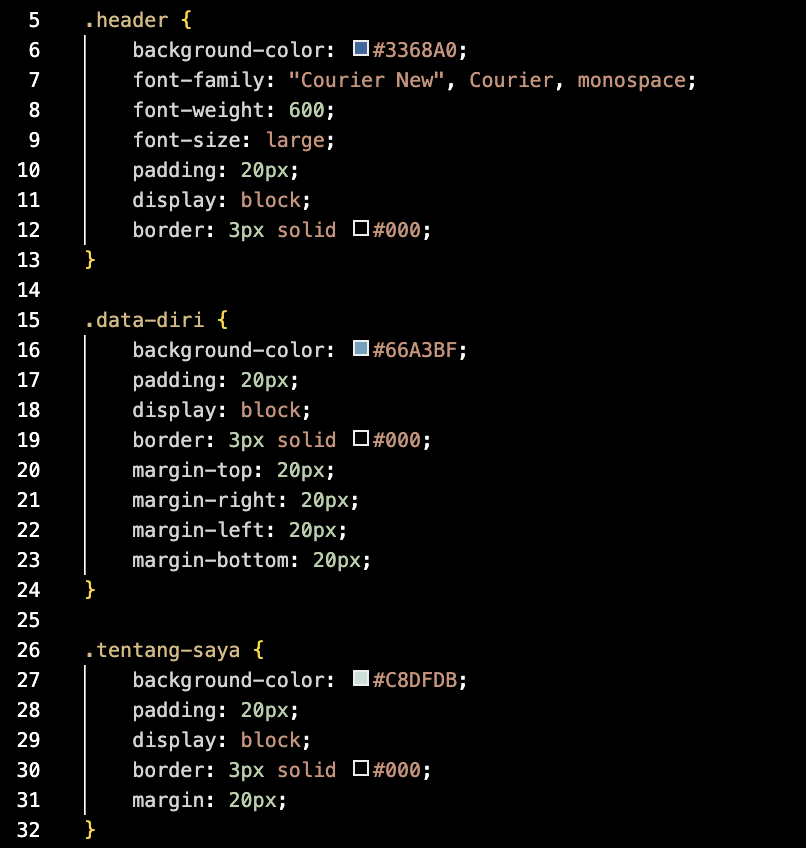 5 .header {
6 background-color: #3368A0;
7 font-family: "Courier New", Courier, monospace;
8 font-weight: 600;
9 font-size: large;
10 padding: 20px;
11 display: block;
12 border: 3px solid #000;
13 }
14
15 .data-diri {
16 background-color: #66A3BF;
17 padding: 20px;
18 display: block;
19 border: 3px solid #000;
20 margin-top: 20px;
21 margin-right: 20px;
22 margin-left: 20px;
23 margin-bottom: 20px;
24 }
25
26 .tentang-saya {
27 background-color: #C8DFDB;
28 padding: 20px;
29 display: block;
30 border: 3px solid #000;
31 margin: 20px;
32 }